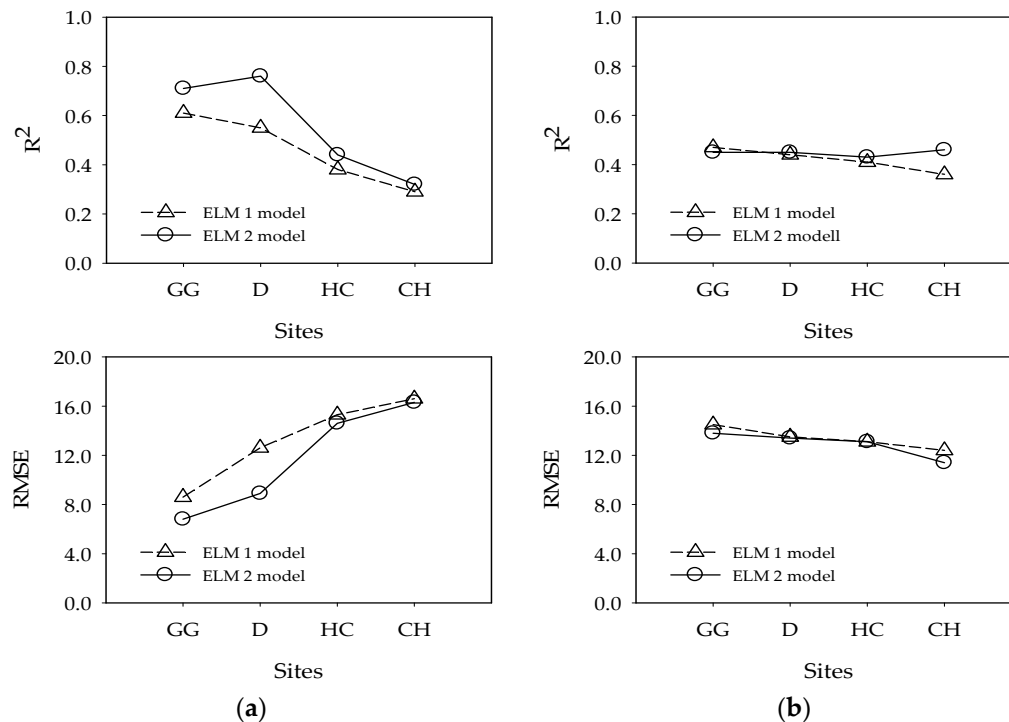 1.0
0.8
0.6
0.4
0.2
0.0
R2
ELM 1 model
ELM 2 model
GG D HC CH
Sites
1.0
0.8
0.6
0.4
0.2
0.0
R2
ELM 1 model
ELM 2 modell
GG D HC CH
Sites
20.0
16.0
12.0
8.0
4.0
0.0
RMSE
ELM 1 model
ELM 2 model
GG D HC CH
Sites
(a)
20.0
16.0
12.0
8.0
4.0
0.0
RMSE
ELM 1 model
ELM 2 model
GG D HC CH
Sites
(b)